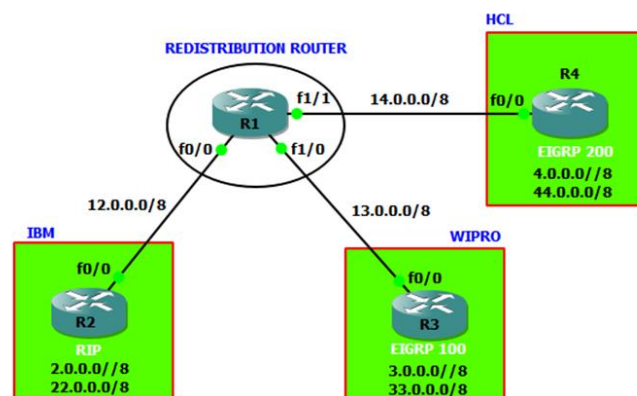 HCL
REDISTRIBUTION ROUTER
R4
f1/1
14.0.0.0/8
f0/0
R1
EIGRP 200
f0/0
f1/0
4.0.0.0//8
44.0.0.0/8
12.0.0.0/8
13.0.0.0/8
IBM
WIPRO
f0/0
f0/0
R2
R3
RIP
EIGRP 100
2.0.0.0//8
3.0.0.0//8
22.0.0.0/8
33.0.0.0/8